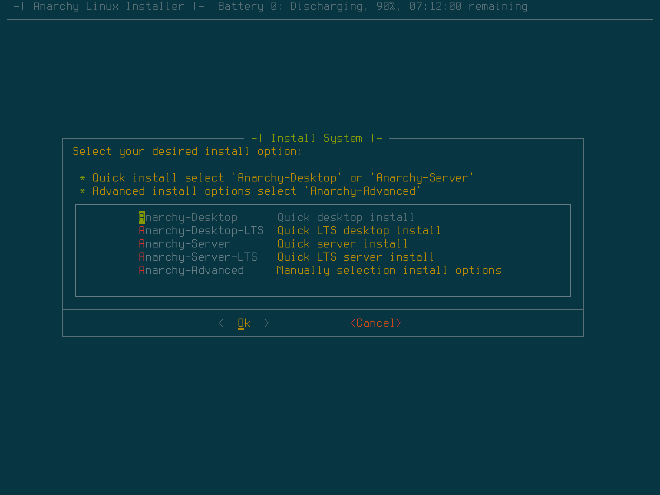 -| Anarchy Linux Installer |- Battery 0: Discharging, 90%, 07:12:00 remaining
-| Install System |-
Select your desired install option:
* Quick install select 'Anarchy-Desktop' or 'Anarchy-Server'
* Advanced install options select 'Anarchy-Advanced'
Anarchy-Desktop Quick desktop install
Anarchy-Desktop-LTS Quick LTS desktop install
Anarchy-Server Quick server install
Anarchy-Server-LTS Quick LTS server install
Anarchy-Advanced Manually selection install options
< Ok > <Cancel>